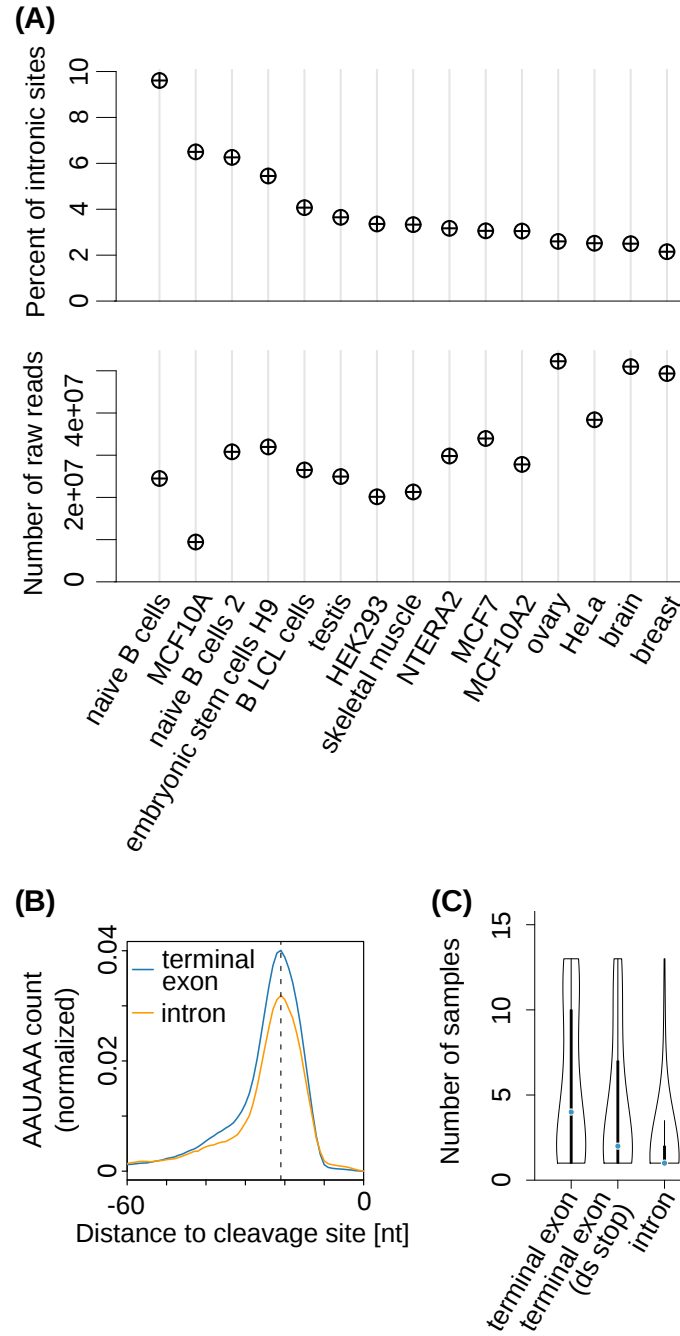 (A)
Percent of intronic sites
10
8
6
4
2
0
Number of raw reads
4e+07
2e+07
0
naive B cells
MCF10A
naive B cells 2
embryonic stem cells H9
B LCL cells
testis
HEK293
skeletal muscle
NTERA2
MCF7
MCF10A2
ovary
HeLa
brain
breast
(B)
AAUAAA count
(normalized)
0.04
0.02
0
terminal
exon
intron
-60
0
Distance to cleavage site [nt]
(C)
Number of samples
15
10
5
0
terminal exon
terminal exon
(ds stop)
intron